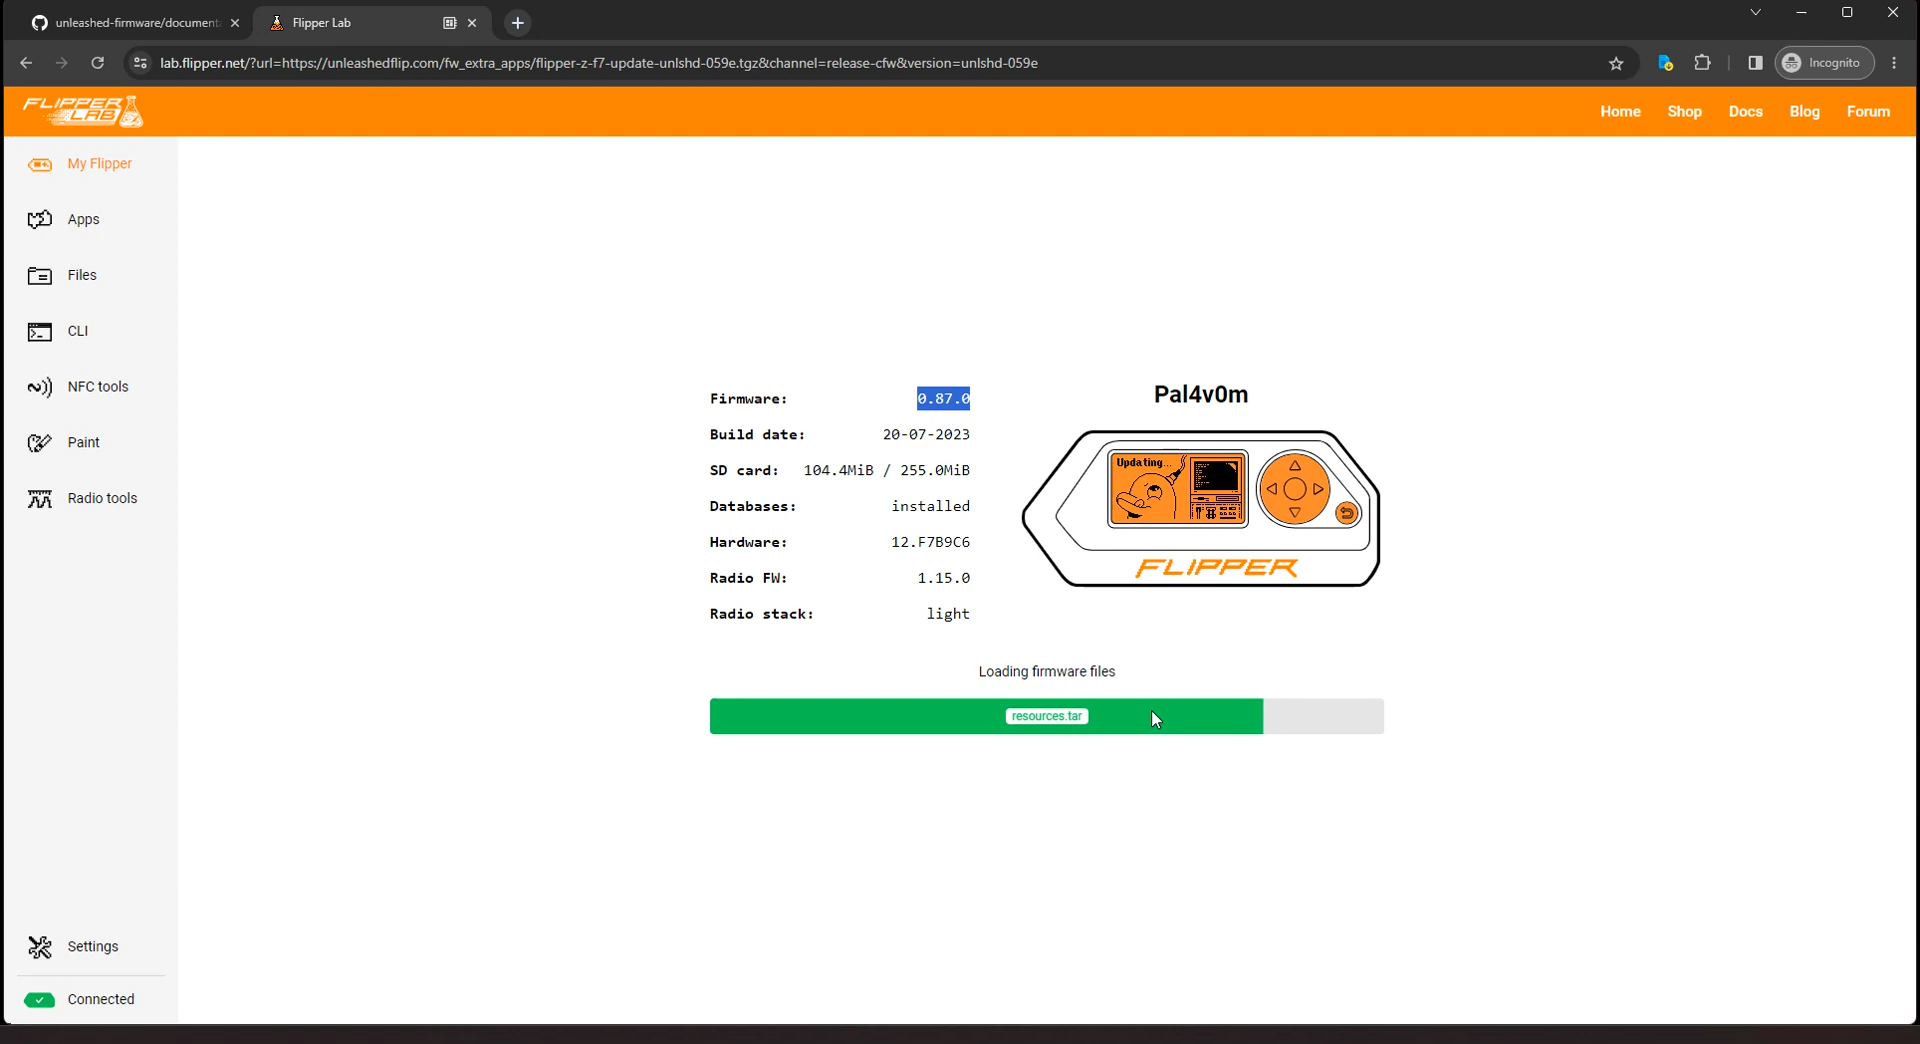 unleashed-firmware/document
Flipper Lab
lab.flipper.net/?url=https://unleashedflip.com/fw_extra_apps/flipper-z-f7-update-unlshd-059e.tgz&channel=release-cfw&version=unlshd-059e
Incognito
FLIPPER LAB
Home Shop Docs Blog Forum
My Flipper
Apps
Files
CLI
NFC tools
Paint
Radio tools
Firmware: 0.87.0
Build date: 20-07-2023
SD card: 104.4MiB / 255.0MiB
Databases: installed
Hardware: 12.F7B9C6
Radio FW: 1.15.0
Radio stack: light
Pal4v0m
Updating...
FLIPPER
Loading firmware files
resources.tar
Settings
Connected